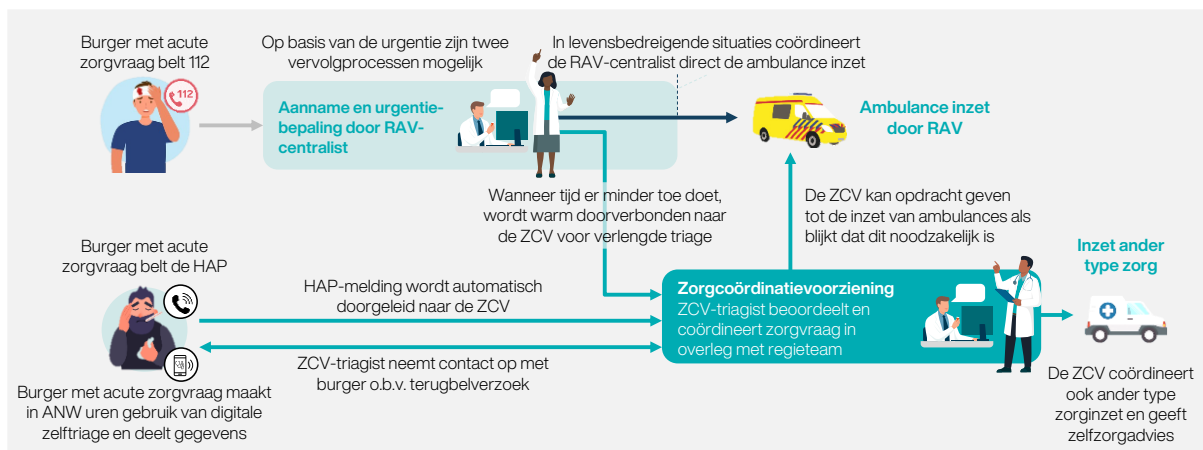 Burger met acute
zorgvraag belt 112
112
Op basis van de urgentie zijn twee
vervolgprocessen mogelijk
In levensbedreigende situaties coördineert
de RAV-centralist direct de ambulance inzet
Aanname en urgentie-
bepaling door RAV-
centralist
Ambulance inzet
door RAV
Wanneer tijd er minder toe doet,
wordt warm doorverbonden naar
de ZCV voor verlengde triage
De ZCV kan opdracht geven
tot de inzet van ambulances als
blijkt dat dit noodzakelijk is
Burger met acute
zorgvraag belt de HAP
HAP-melding wordt automatisch
doorgeleid naar de ZCV
ZCV-triagist neemt contact op met
burger o.b.v. terugbelverzoek
Burger met acute zorgvraag maakt
in ANW uren gebruik van digitale
zelftriage en deelt gegevens
Zorgcoördinatievoorziening
ZCV-triagist beoordeelt en
coördineert zorgvraag in
overleg met regieteam
Inzet ander
type zorg
De ZCV coördineert
ook ander type
zorginzet en geeft
zelfzorgadvies